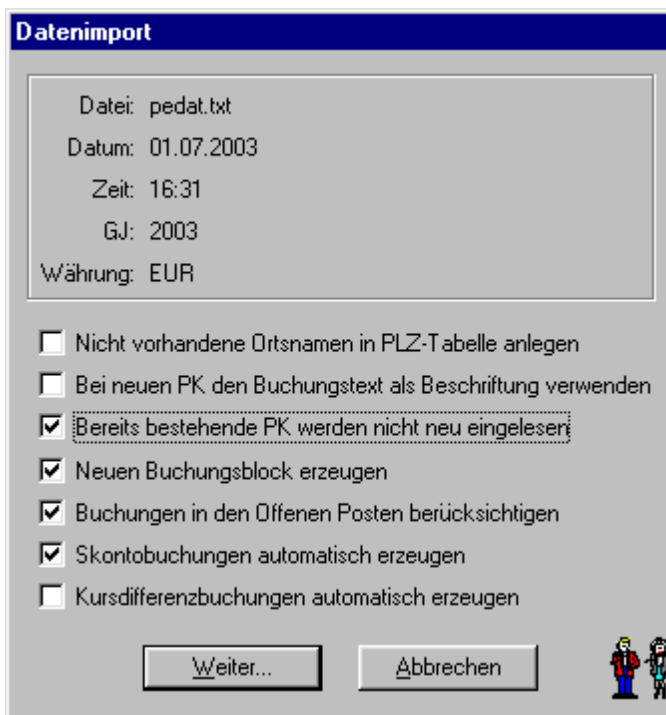 Datenimport
Datei: pedat.txt
Datum: 01.07.2003
Zeit: 16:31
GJ: 2003
Währung: EUR
Nicht vorhandene Ortsnamen in PLZ-Tabelle anlegen
Bei neuen PK den Buchungstext als Beschriftung verwenden
Bereits bestehende PK werden nicht neu eingelesen
Neuen Buchungsblock erzeugen
Buchungen in den Offenen Posten berücksichtigen
Skontobuchungen automatisch erzeugen
Kursdifferenzbuchungen automatisch erzeugen
Weiter... Abbrechen